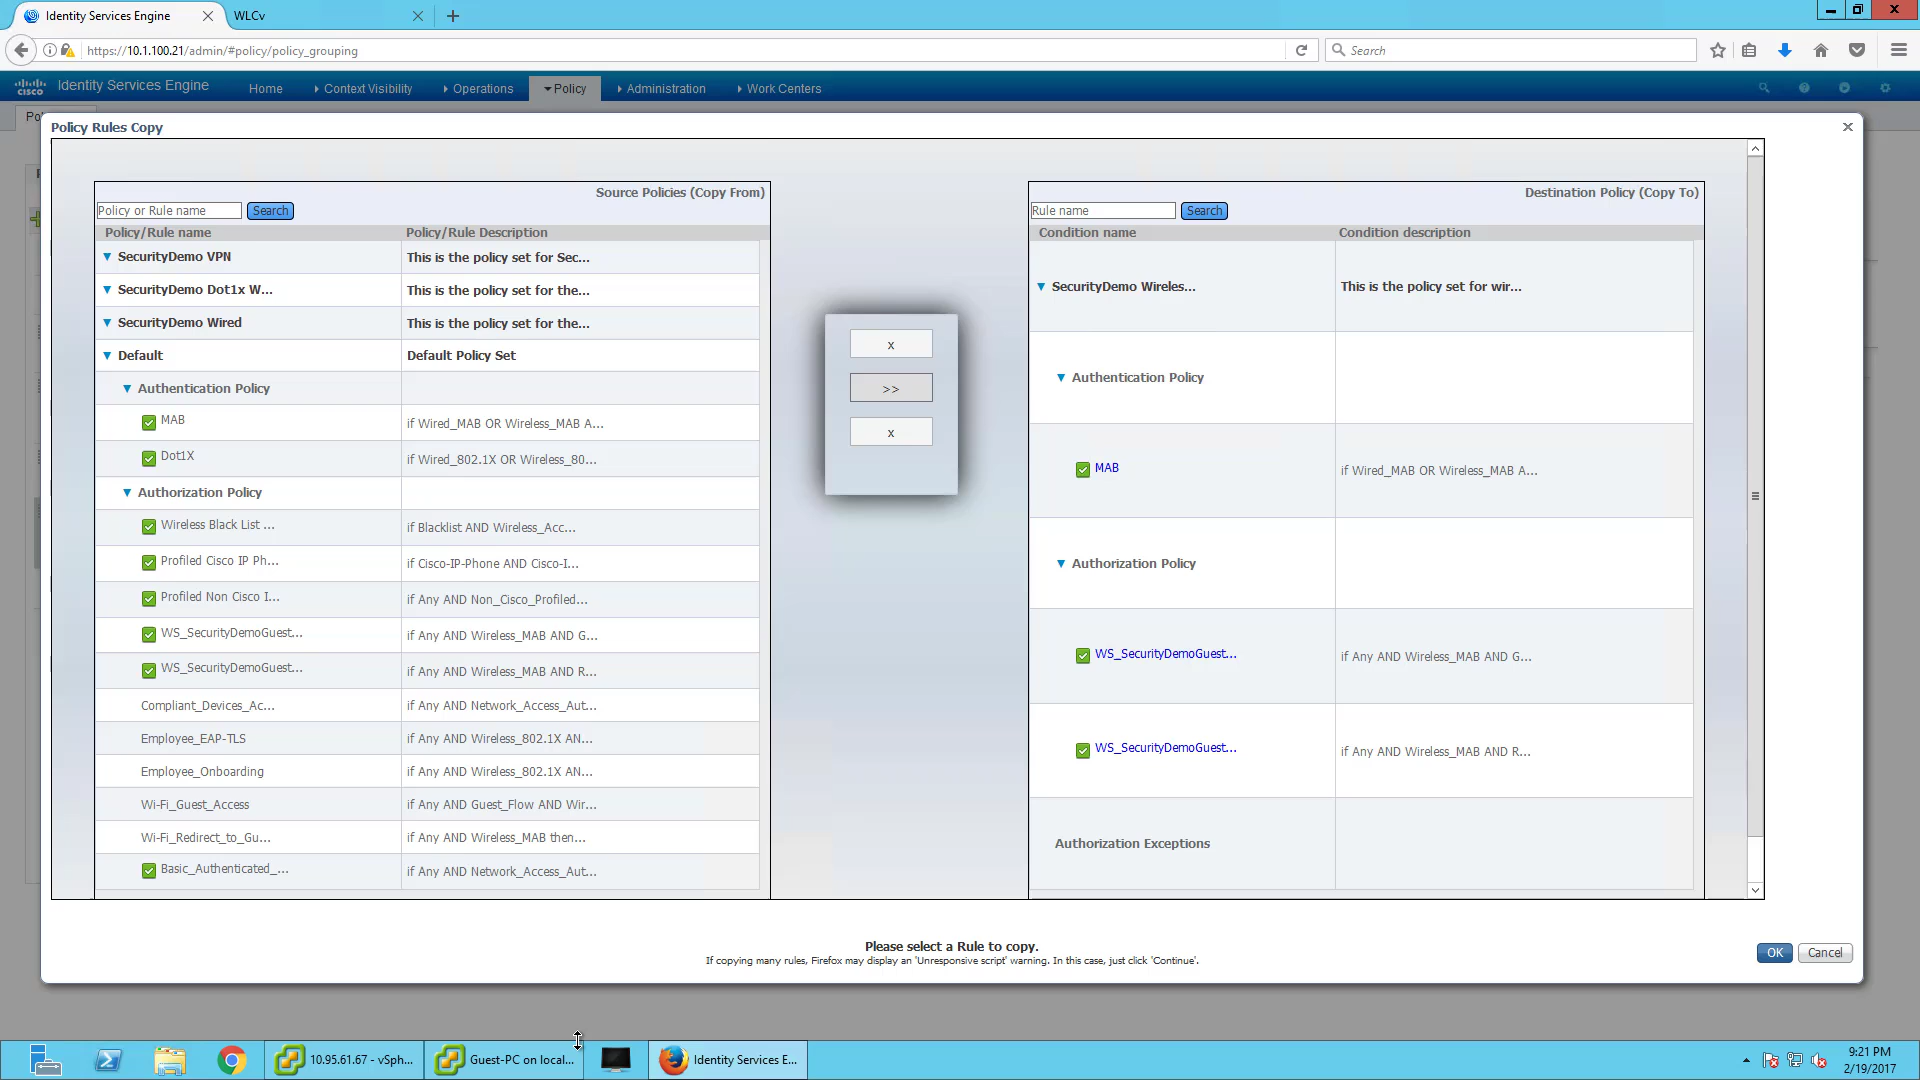 Identity Services Engine
WLCv
https://10.1.100.21/admin/#policy/policy_grouping
Search
cisco
Identity Services Engine
Home
Context Visibility
Operations
Policy
Administration
Work Centers
Policy Rules Copy
Source Policies (Copy From)
Policy or Rule name
Search
Policy/Rule name
Policy/Rule Description
SecurityDemo VPN
This is the policy set for Sec...
SecurityDemo Dot1x W...
This is the policy set for the...
SecurityDemo Wired
This is the policy set for the...
Default
Default Policy Set
Authentication Policy
MAB
if Wired_MAB OR Wireless_MAB A...
Dot1X
if Wired_802.1X OR Wireless_80...
Authorization Policy
Wireless Black List ...
if Blacklist AND Wireless_Acc...
Profiled Cisco IP Ph...
if Cisco-IP-Phone AND Cisco-I...
Profiled Non Cisco I...
if Any AND Non_Cisco_Profiled...
WS_SecurityDemoGuest...
if Any AND Wireless_MAB AND G...
WS_SecurityDemoGuest...
if Any AND Wireless_MAB AND R...
Compliant_Devices_Ac...
if Any AND Network_Access_Aut...
Employee_EAP-TLS
if Any AND Wireless_802.1X AN...
Employee_Onboarding
if Any AND Wireless_802.1X AN...
Wi-Fi_Guest_Access
if Any AND Guest_Flow AND Wir...
Wi-Fi_Redirect_to_Gu...
if Any AND Wireless_MAB then...
Basic_Authenticated_...
if Any AND Network_Access_Aut...
x
>>
x
Destination Policy (Copy To)
Rule name
Search
Condition name
Condition description
SecurityDemo Wireles...
This is the policy set for wir...
Authentication Policy
MAB
if Wired_MAB OR Wireless_MAB A...
Authorization Policy
WS_SecurityDemoGuest...
if Any AND Wireless_MAB AND G...
WS_SecurityDemoGuest...
if Any AND Wireless_MAB AND R...
Authorization Exceptions
Please select a Rule to copy.
If copying many rules, Firefox may display an 'Unresponsive script' warning. In this case, just click 'Continue'.
OK
Cancel
10.95.61.67 - vSph...
Guest-PC on local...
Identity Services E...
9:21 PM
2/19/2017